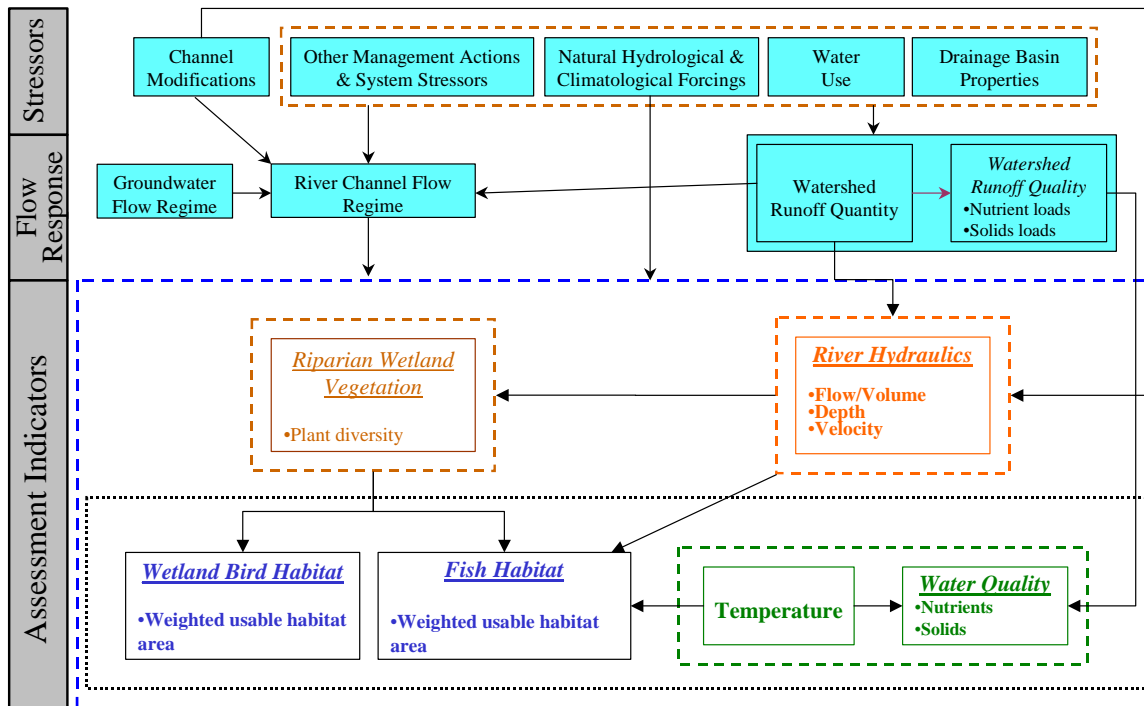 Stressors
Channel
Modifications
Other Management Actions
& System Stressors
Natural Hydrological &
Climatological Forcings
Water
Use
Drainage Basin
Properties
Flow
Response
Groundwater
Flow Regime
River Channel Flow
Regime
Watershed
Runoff Quantity
Watershed
Runoff Quality
•Nutrient loads
•Solids loads
Assessment Indicators
Riparian Wetland
Vegetation
•Plant diversity
River Hydraulics
•Flow/Volume
•Depth
•Velocity
Wetland Bird Habitat
•Weighted usable habitat
area
Fish Habitat
•Weighted usable habitat
area
Temperature
Water Quality
•Nutrients
•Solids